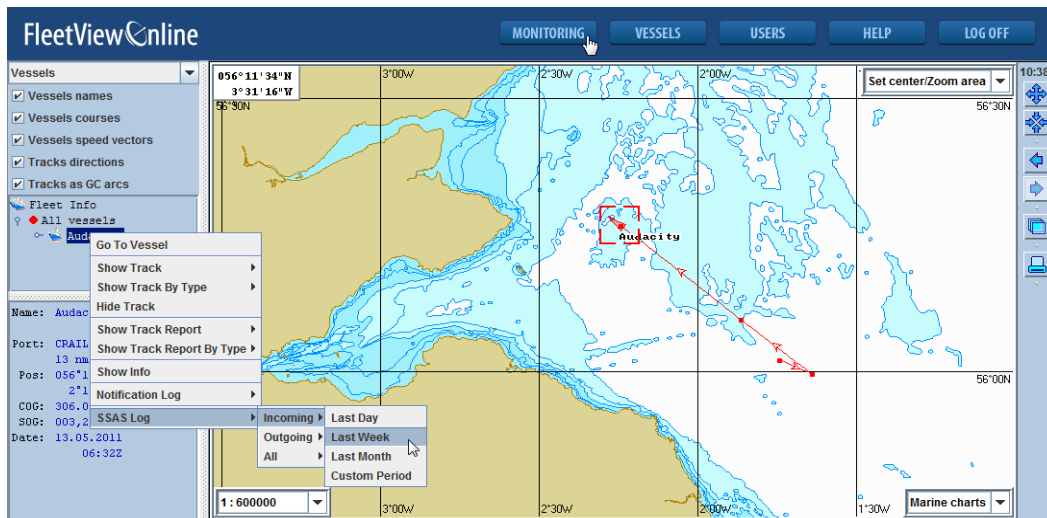 FleetViewOnline
MONITORING VESSELS USERS HELP LOG OFF
Vessels
Vessels names
Vessels courses
Vessels speed vectors
Tracks directions
Tracks as GC arcs
Fleet Info
All vessels
Go To Vessel
Show Track
Show Track By Type
Hide Track
Show Track Report
Show Track Report By Type
Show Info
Notification Log
SSAS Log
Incoming
Outgoing
All
Last Day
Last Week
Last Month
Custom Period
Name: Audac
Port: CRAIL
13 nm
Pos: 056°1
2°1
COG: 306.0
SOG: 003,2
Date: 13.05.2011
06:32Z
056°11'34"N
3°31'16"W
3°00W
2°30W
2°00W
Set center/Zoom area
10:38
56°30N
56°30N
Audacity
56°00N
1:600000
3°00W
2°30W
2°00W
1°30W
Marine charts